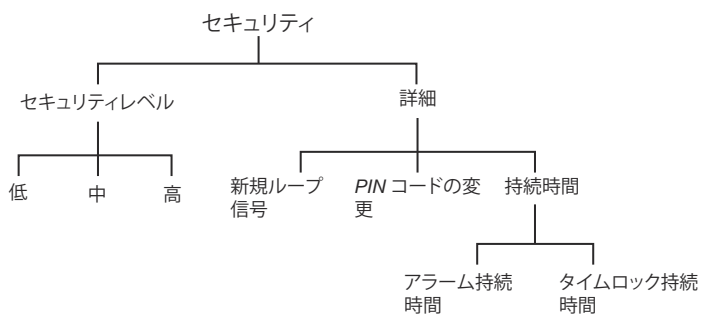 セキュリティ
セキュリティレベル
詳細
低
中
高
新規ループ
信号
PIN コードの変
更
持続時間
アラーム持続
時間
タイムロック持続
時間